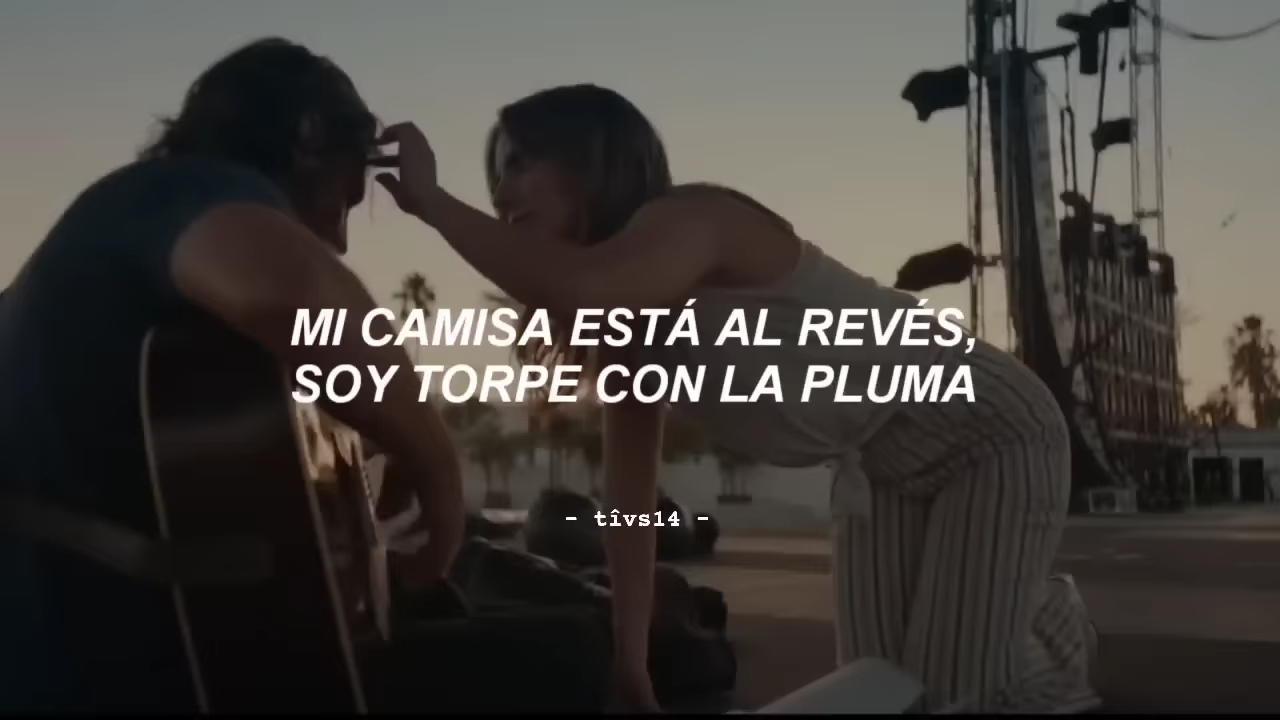 MI CAMISA ESTÁ AL REVÉS,
SOY TORPE CON LA PLUMA
- tîvs14 -